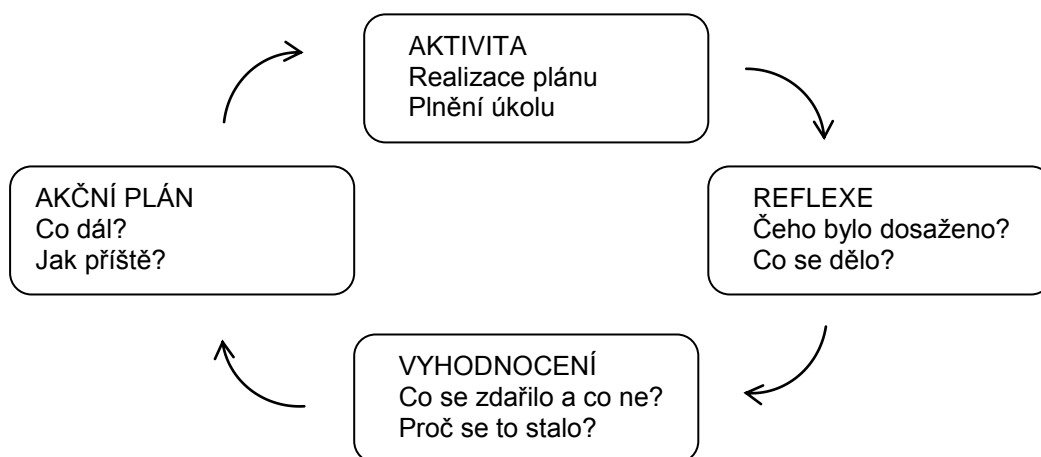 AKTIVITA
Realizace plánu
Plnění úkolu
AKČNÍ PLÁN
Co dál?
Jak příště?
REFLEXE
Čeho bylo dosaženo?
Co se dělo?
VYHODNOCENÍ
Co se zdařilo a co ne?
Proč se to stalo?